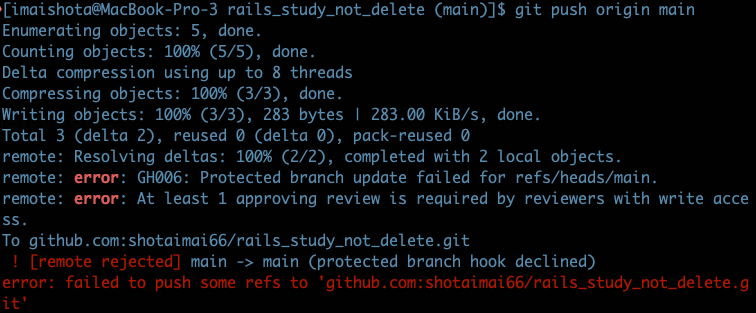 [imaishota@MacBook-Pro-3 rails_study_not_delete (main)]$ git push origin main
Enumerating objects: 5, done.
Counting objects: 100% (5/5), done.
Delta compression using up to 8 threads
Compressing objects: 100% (3/3), done.
Writing objects: 100% (3/3), 283 bytes | 283.00 KiB/s, done.
Total 3 (delta 2), reused 0 (delta 0), pack-reused 0
remote: Resolving deltas: 100% (2/2), completed with 2 local objects.
remote: error: GH006: Protected branch update failed for refs/heads/main.
remote: error: At least 1 approving review is required by reviewers with write acce
ss.
To github.com:shotaimai66/rails_study_not_delete.git
 ! [remote rejected] main -> main (protected branch hook declined)
error: failed to push some refs to 'github.com:shotaimai66/rails_study_not_delete.g
it'